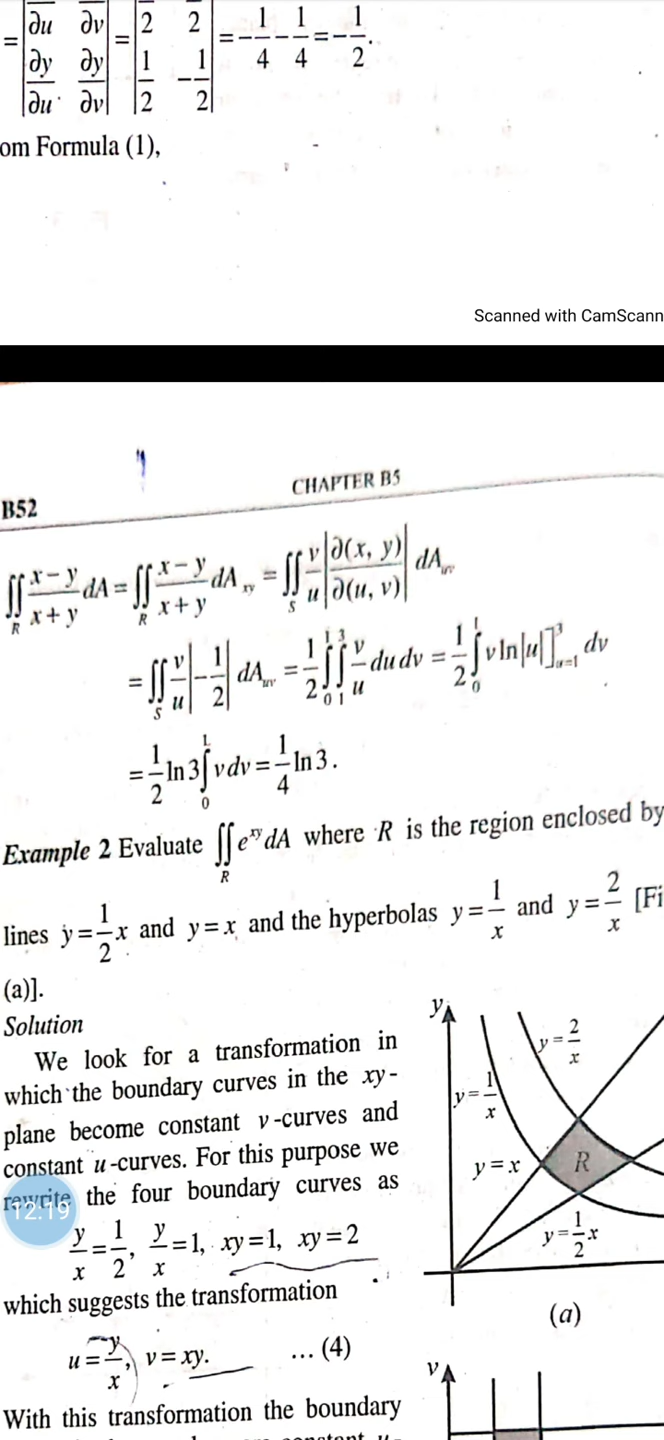 = |∂u ∂v; ∂y/∂u. ∂y/∂v| = |2 2; 1/2 -1/2| = -1/4 - 1/4 = -1/2.
om Formula (1),
Scanned with CamScann
B52
CHAPTER B5
∬_R (x-y)/(x+y) dA = ∬_R (x-y)/(x+y) dA_xy = ∬_S v/u |∂(x, y)/∂(u, v)| dA_uv
= ∬_S v/u |-1/2| dA_uv = 1/2 ∫_0^1 ∫_1^3 v/u du dv = 1/2 ∫_0^1 v ln|u|]_{u=1}^3 dv
= 1/2 ln 3 ∫_0^1 v dv = 1/4 ln 3.
Example 2 Evaluate ∬_R e^{xy} dA where R is the region enclosed by
lines y = 1/2 x and y = x and the hyperbolas y = 1/x and y = 2/x [Fi
(a)].
Solution
We look for a transformation in
which the boundary curves in the xy-
plane become constant v-curves and
constant u-curves. For this purpose we
rewrite the four boundary curves as
12:19
y/x = 1/2, y/x = 1, xy = 1, xy = 2
which suggests the transformation
u = y/x, v = xy. ... (4)
With this transformation the boundary
y
y = 2/x
y = 1/x
y = x
R
y = 1/2 x
(a)
v